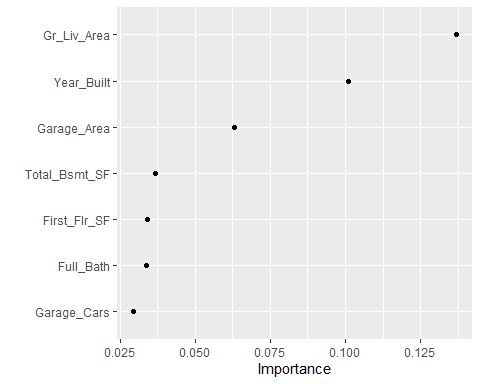 Gr_Liv_Area
Year_Built
Garage_Area
Total_Bsmt_SF
First_Flr_SF
Full_Bath
Garage_Cars
0.025 0.050 0.075 0.100 0.125
Importance